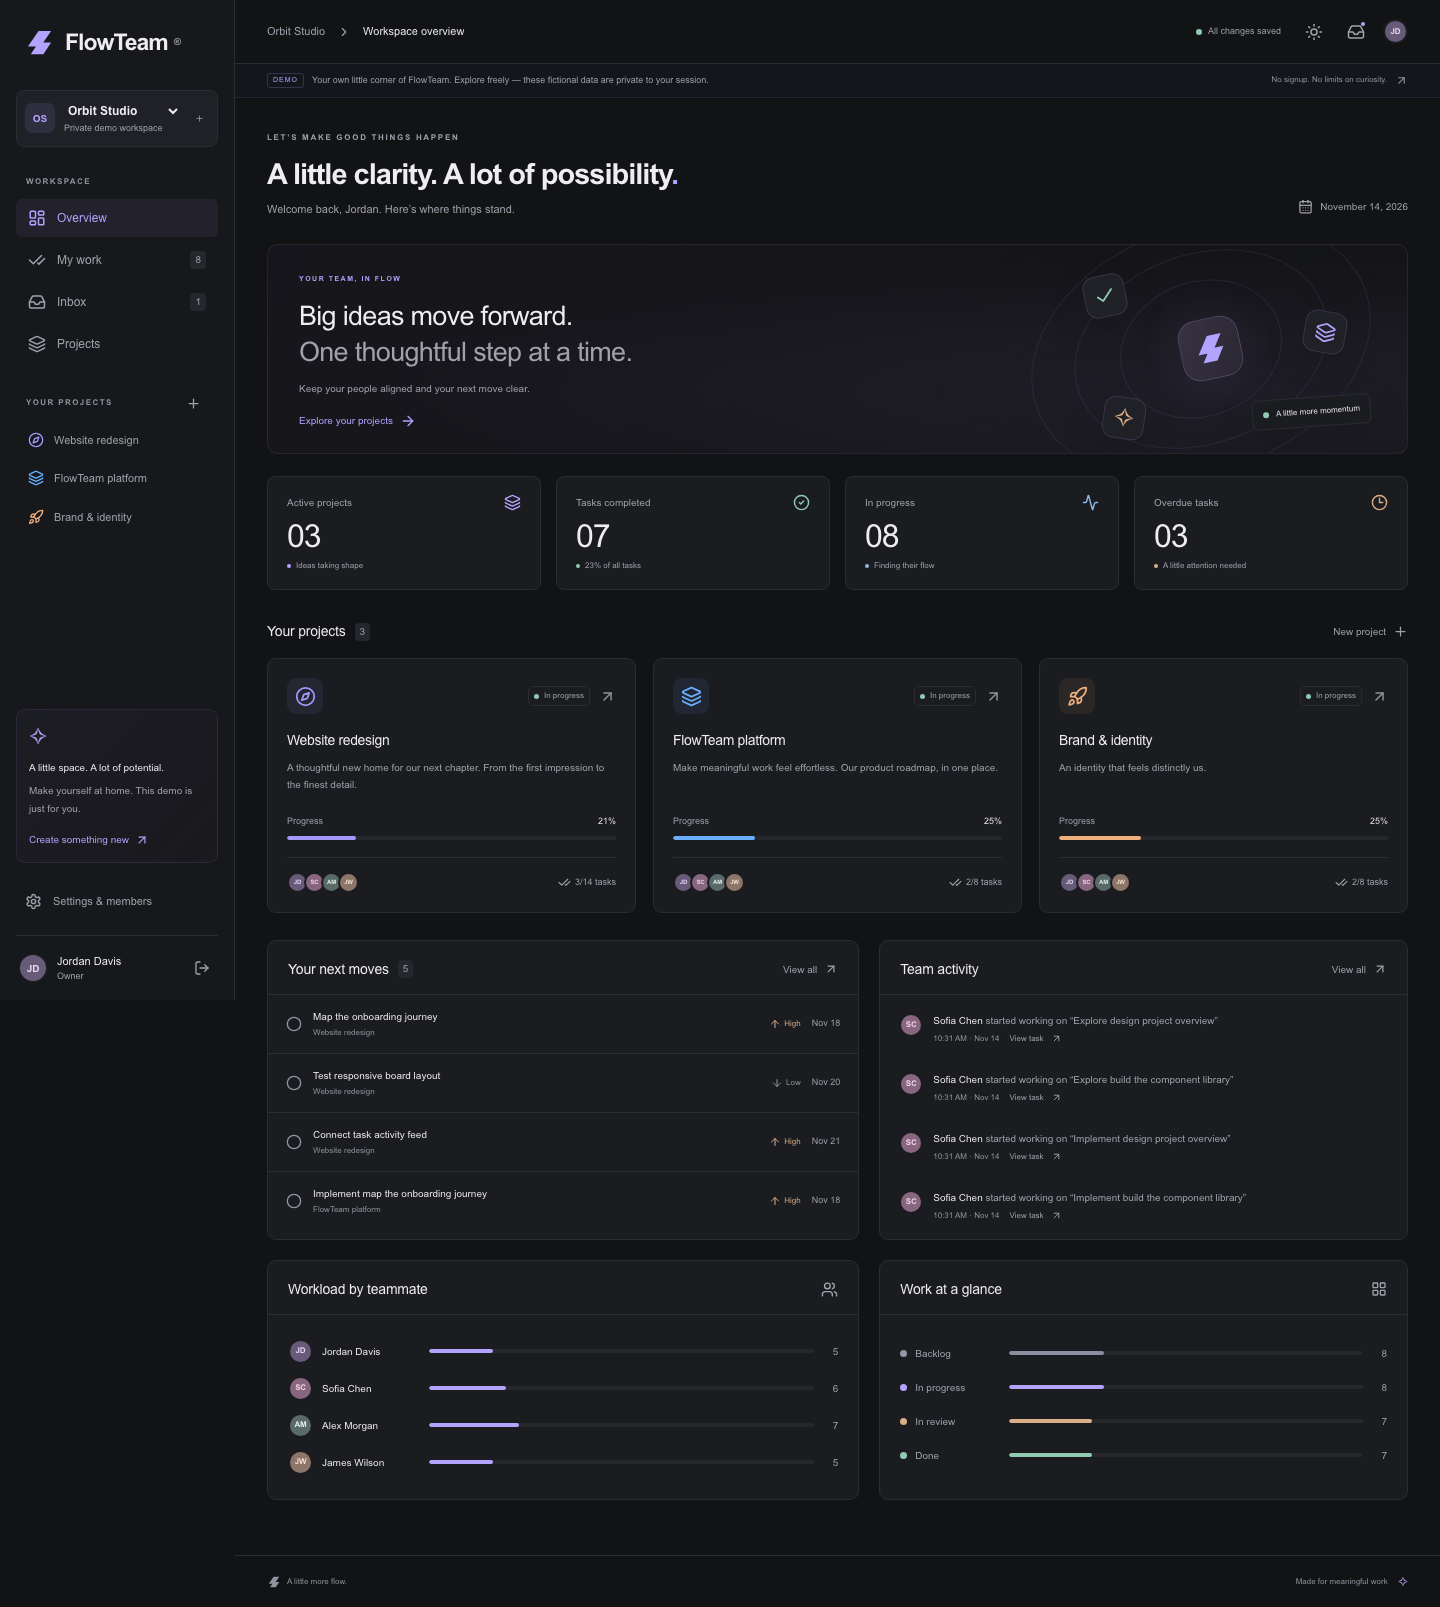 FlowTeam ®
OS
Orbit Studio
Private demo workspace
+
WORKSPACE
Overview
My work 8
Inbox 1
Projects
YOUR PROJECTS
Website redesign
FlowTeam platform
Brand & identity
A little space. A lot of potential.
Make yourself at home. This demo is
just for you.
Create something new
Settings & members
JD
Jordan Davis
Owner
Orbit Studio
Workspace overview
All changes saved
JD
DEMO
Your own little corner of FlowTeam. Explore freely — these fictional data are private to your session.
No signup. No limits on curiosity.
LET'S MAKE GOOD THINGS HAPPEN
A little clarity. A lot of possibility.
Welcome back, Jordan. Here's where things stand.
November 14, 2026
YOUR TEAM, IN FLOW
Big ideas move forward.
One thoughtful step at a time.
Keep your people aligned and your next move clear.
Explore your projects
A little more momentum
Active projects
03
Ideas taking shape
Tasks completed
07
23% of all tasks
In progress
08
Finding their flow
Overdue tasks
03
A little attention needed
Your projects 3
New project
In progress
Website redesign
A thoughtful new home for our next chapter. From the first impression to
the finest detail.
Progress 21%
JD SC AM JW
3/14 tasks
In progress
FlowTeam platform
Make meaningful work feel effortless. Our product roadmap, in one place.
Progress 25%
JD SC AM JW
2/8 tasks
In progress
Brand & identity
An identity that feels distinctly us.
Progress 25%
JD SC AM JW
2/8 tasks
Your next moves 5
View all
Map the onboarding journey
Website redesign
High Nov 18
Test responsive board layout
Website redesign
Low Nov 20
Connect task activity feed
Website redesign
High Nov 21
Implement map the onboarding journey
FlowTeam platform
High Nov 18
Team activity
View all
SC
Sofia Chen started working on “Explore design project overview”
10:31 AM · Nov 14 View task
SC
Sofia Chen started working on “Explore build the component library”
10:31 AM · Nov 14 View task
SC
Sofia Chen started working on “Implement design project overview”
10:31 AM · Nov 14 View task
SC
Sofia Chen started working on “Implement build the component library”
10:31 AM · Nov 14 View task
Workload by teammate
JD Jordan Davis 5
SC Sofia Chen 6
AM Alex Morgan 7
JW James Wilson 5
Work at a glance
Backlog 8
In progress 8
In review 7
Done 7
A little more flow.
Made for meaningful work